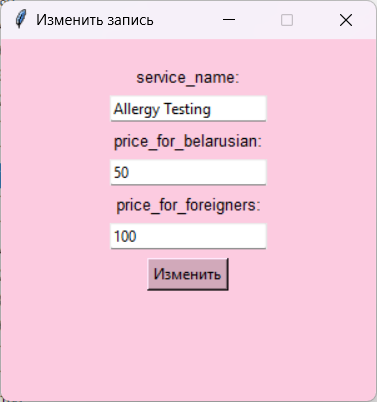 Изменить запись
service_name:
Allergy Testing
price_for_belarusian:
50
price_for_foreigners:
100
Изменить